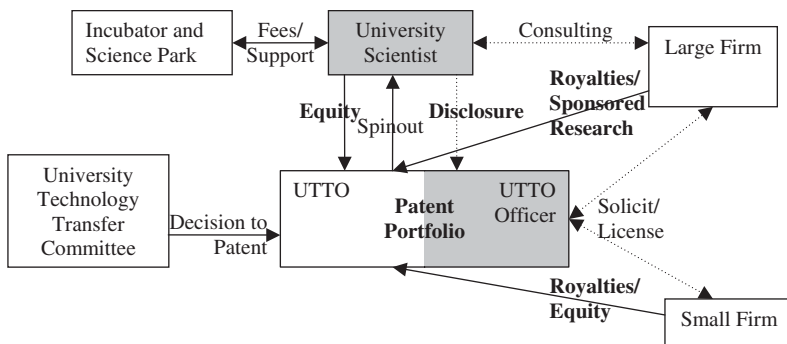 Incubator and
Science Park
Fees/
Support
University
Scientist
Consulting
Large Firm
Royalties/
Sponsored
Research
Equity
Spinout
Disclosure
University
Technology
Transfer
Committee
Decision to
Patent
UTTO
Patent
Portfolio
UTTO
Officer
Solicit/
License
Royalties/
Equity
Small Firm